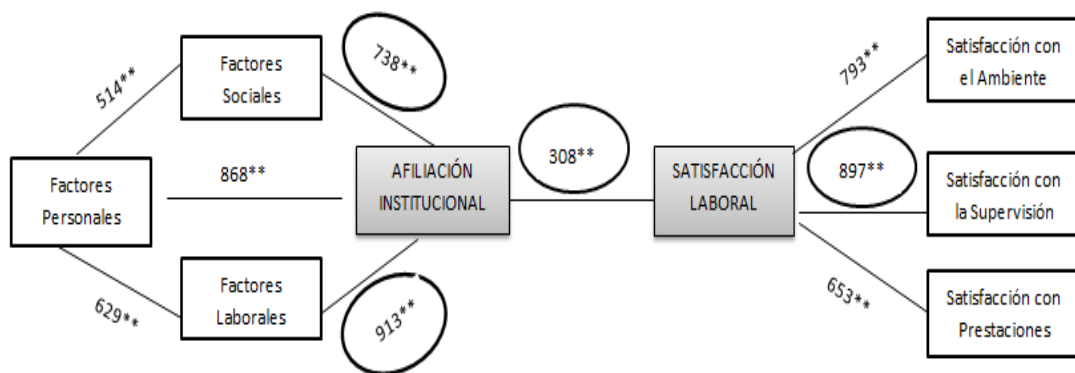 514**
Factores
Sociales
738**
868**
Factores
Personales
AFILIACIÓN
INSTITUCIONAL
629**
Factores
Laborales
913**
308**
SATISFACCIÓN
LABORAL
793**
Satisfacción con
el Ambiente
897**
Satisfacción con
la Supervisión
653**
Satisfacción con
Prestaciones